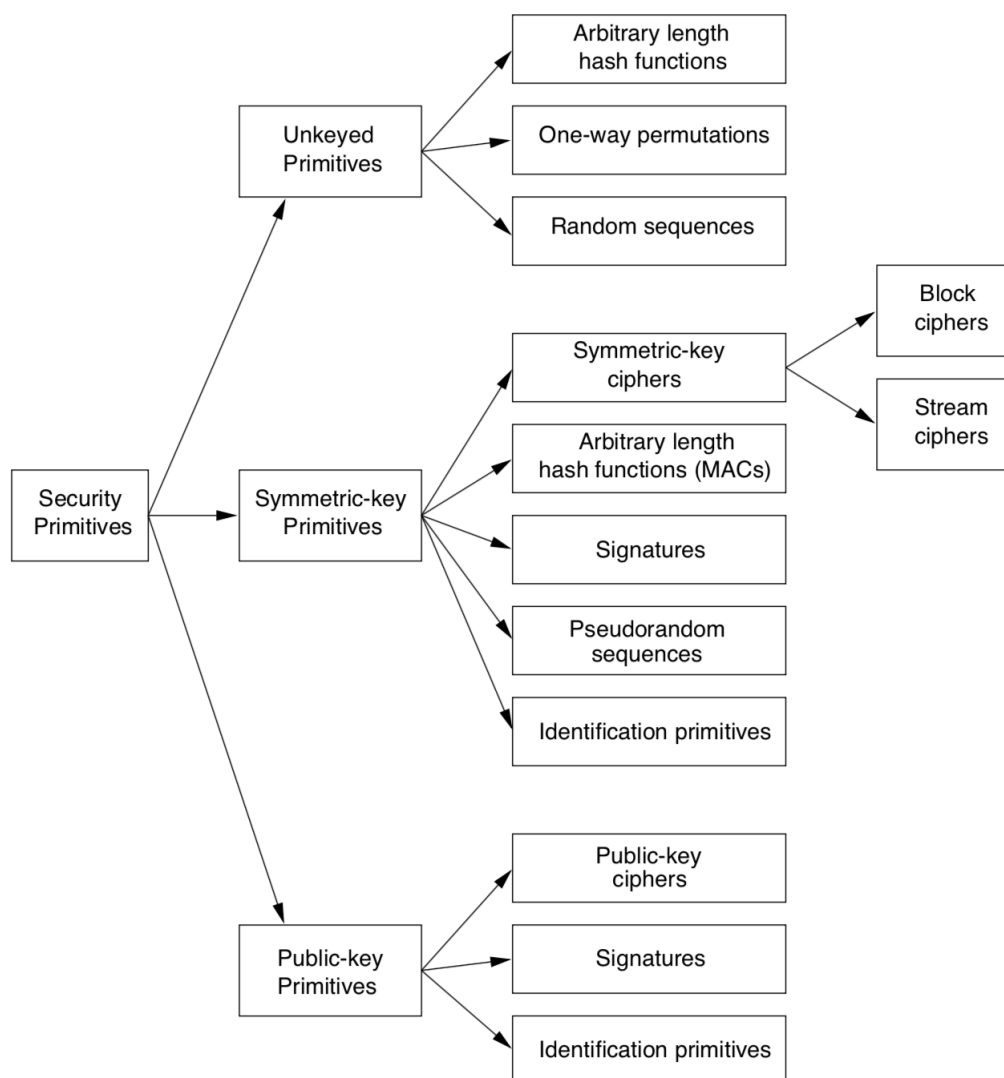 Arbitrary length
hash functions
Unkeyed
Primitives
One-way permutations
Random sequences
Block
ciphers
Symmetric-key
ciphers
Stream
ciphers
Arbitrary length
hash functions (MACs)
Security
Primitives
Symmetric-key
Primitives
Signatures
Pseudorandom
sequences
Identification primitives
Public-key
ciphers
Public-key
Primitives
Signatures
Identification primitives